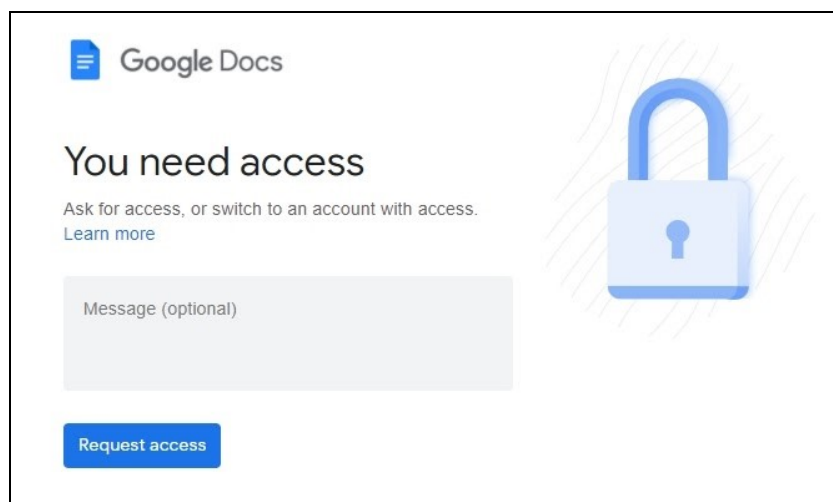 Google Docs
You need access
Ask for access, or switch to an account with access.
Learn more
Message (optional)
Request access